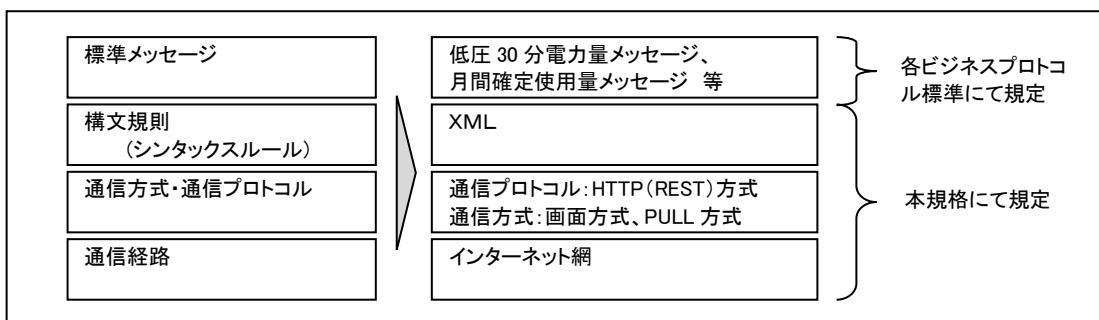 標準メッセージ
低圧 30 分電力量メッセージ、
月間確定使用量メッセージ 等
各ビジネスプロトコ
ル標準にて規定
構文規則
(シンタックスルール)
XML
通信方式・通信プロトコル
通信プロトコル:HTTP(REST)方式
通信方式:画面方式、PULL 方式
本規格にて規定
通信経路
インターネット網